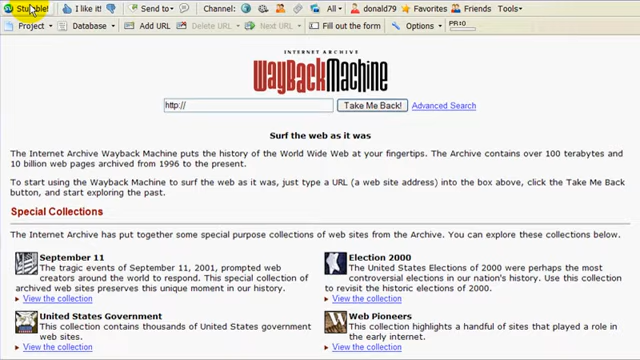 Stumble! I like it! Send to Channel: All donald79 Favorites Friends Tools
Project Database Add URL Delete URL Next URL Fill out the form Options PR=0
INTERNET ARCHIVE
WayBackMachine
http:// Take Me Back! Advanced Search
Surf the web as it was
The Internet Archive Wayback Machine puts the history of the World Wide Web at your fingertips. The Archive contains over 100 terabytes and
10 billion web pages archived from 1996 to the present.
To start using the Wayback Machine to surf the web as it was, just type a URL (a web site address) into the box above, click the Take Me Back
button, and start exploring the past.
Special Collections
The Internet Archive has put together some special purpose collections of web sites from the Archive. You can explore these collections below.
September 11
The tragic events of September 11, 2001, prompted web
creators around the world to respond. This special collection of
archived web sites preserves this unique moment in our history.
View the collection
Election 2000
The United States Elections of 2000 were perhaps the most
controversial elections in our nation's history. Use this collection
to revisit the historic elections of 2000.
View the collection
United States Government
This collection contains thousands of United States government
web sites.
View the collection
Web Pioneers
This collection highlights a handful of sites that played a role in
the early internet.
View the collection